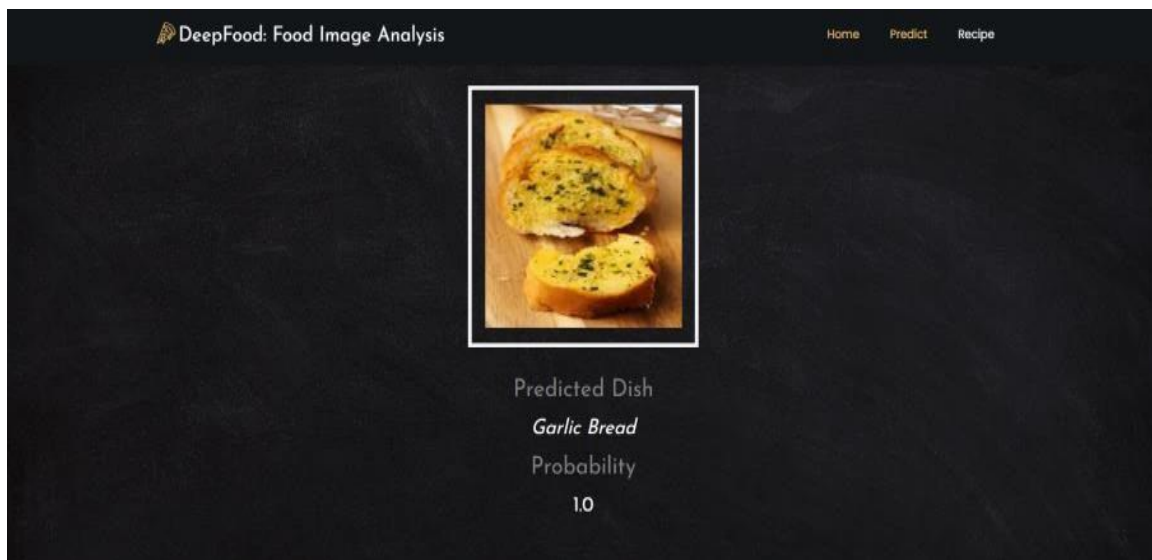 DeepFood: Food Image Analysis
Home Predict Recipe
Predicted Dish
Garlic Bread
Probability
1.0